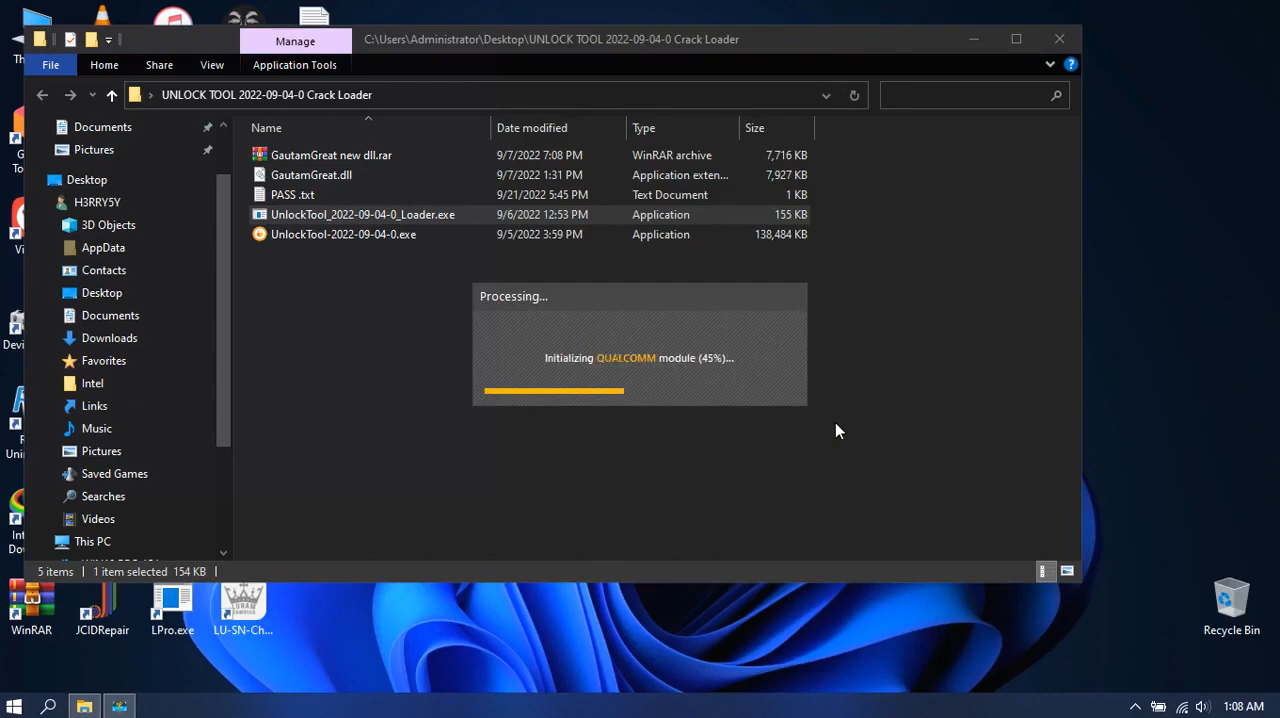 Manage
C:\Users\Administrator\Desktop\UNLOCK TOOL 2022-09-04-0 Crack Loader
File
Home
Share
View
Application Tools
UNLOCK TOOL 2022-09-04-0 Crack Loader
Name
Date modified
Type
Size
Documents
Pictures
Desktop
H3RRY5Y
3D Objects
AppData
Contacts
Desktop
Documents
Downloads
Favorites
Intel
Links
Music
Pictures
Saved Games
Searches
Videos
This PC
GautamGreat new dll.rar 9/7/2022 7:08 PM WinRAR archive 7,716 KB
GautamGreat.dll 9/7/2022 1:31 PM Application exten... 7,927 KB
PASS .txt 9/21/2022 5:45 PM Text Document 1 KB
UnlockTool_2022-09-04-0_Loader.exe 9/6/2022 12:53 PM Application 155 KB
UnlockTool-2022-09-04-0.exe 9/5/2022 3:59 PM Application 138,484 KB
Processing...
Initializing QUALCOMM module (45%)...
5 items
1 item selected 154 KB
WinRAR
JCIDRepair
LPro.exe
LU-SN-Ch...
Recycle Bin
1:08 AM